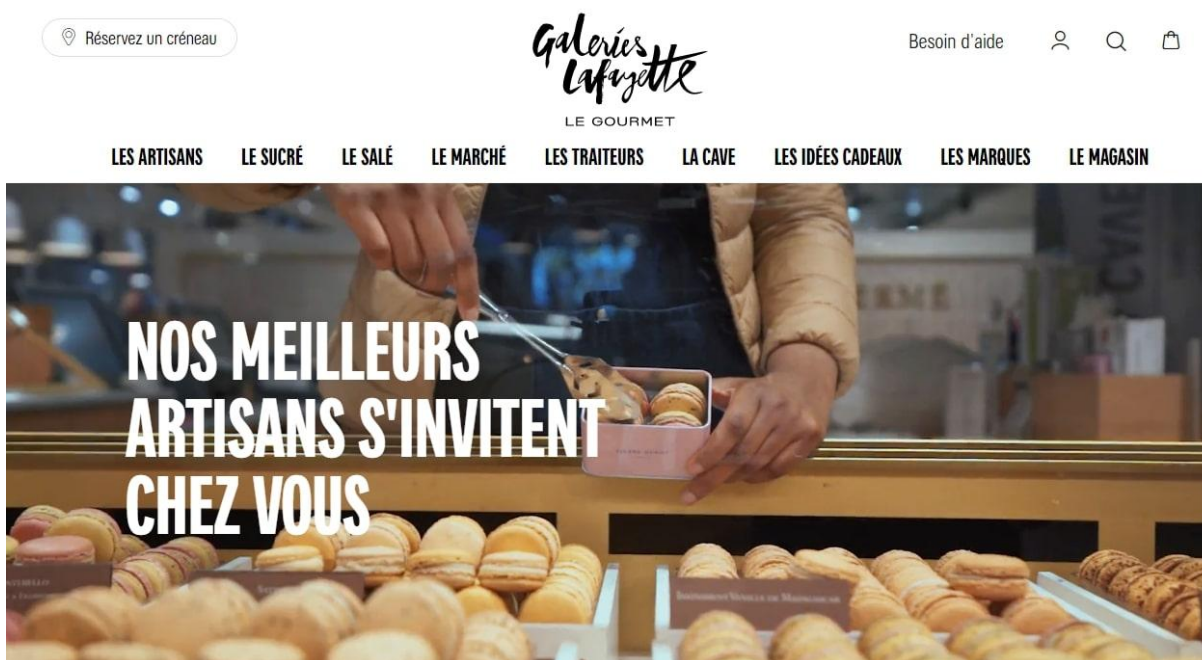 Réservez un créneau
Galeries
Lafayette
LE GOURMET
Besoin d'aide
LES ARTISANS LE SUCRÉ LE SALÉ LE MARCHÉ LES TRAITEURS LA CAVE LES IDÉES CADEAUX LES MARQUES LE MAGASIN
NOS MEILLEURS
ARTISANS S'INVITENT
CHEZ VOUS